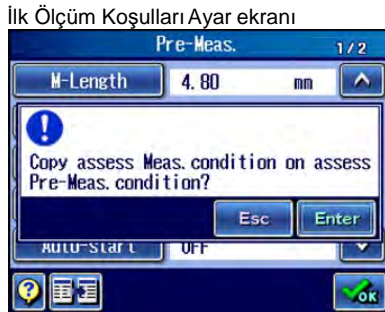 İlk Ölçüm Koşulları Ayar ekranı
Pre-Meas. 1/2
M-Length 4.80 mm
Copy assess Meas. condition on assess
Pre-Meas. condition?
Esc Enter
Auto-Start OFF
OK